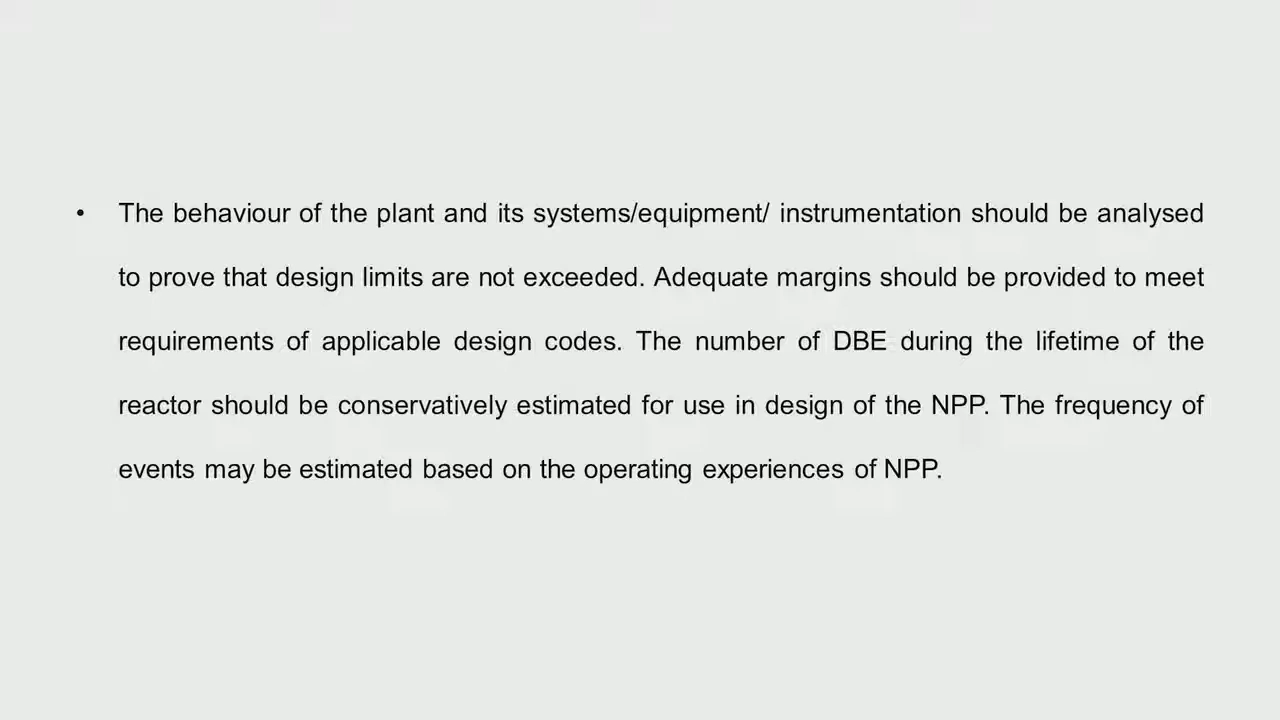 • The behaviour of the plant and its systems/equipment/ instrumentation should be analysed
to prove that design limits are not exceeded. Adequate margins should be provided to meet
requirements of applicable design codes. The number of DBE during the lifetime of the
reactor should be conservatively estimated for use in design of the NPP. The frequency of
events may be estimated based on the operating experiences of NPP.